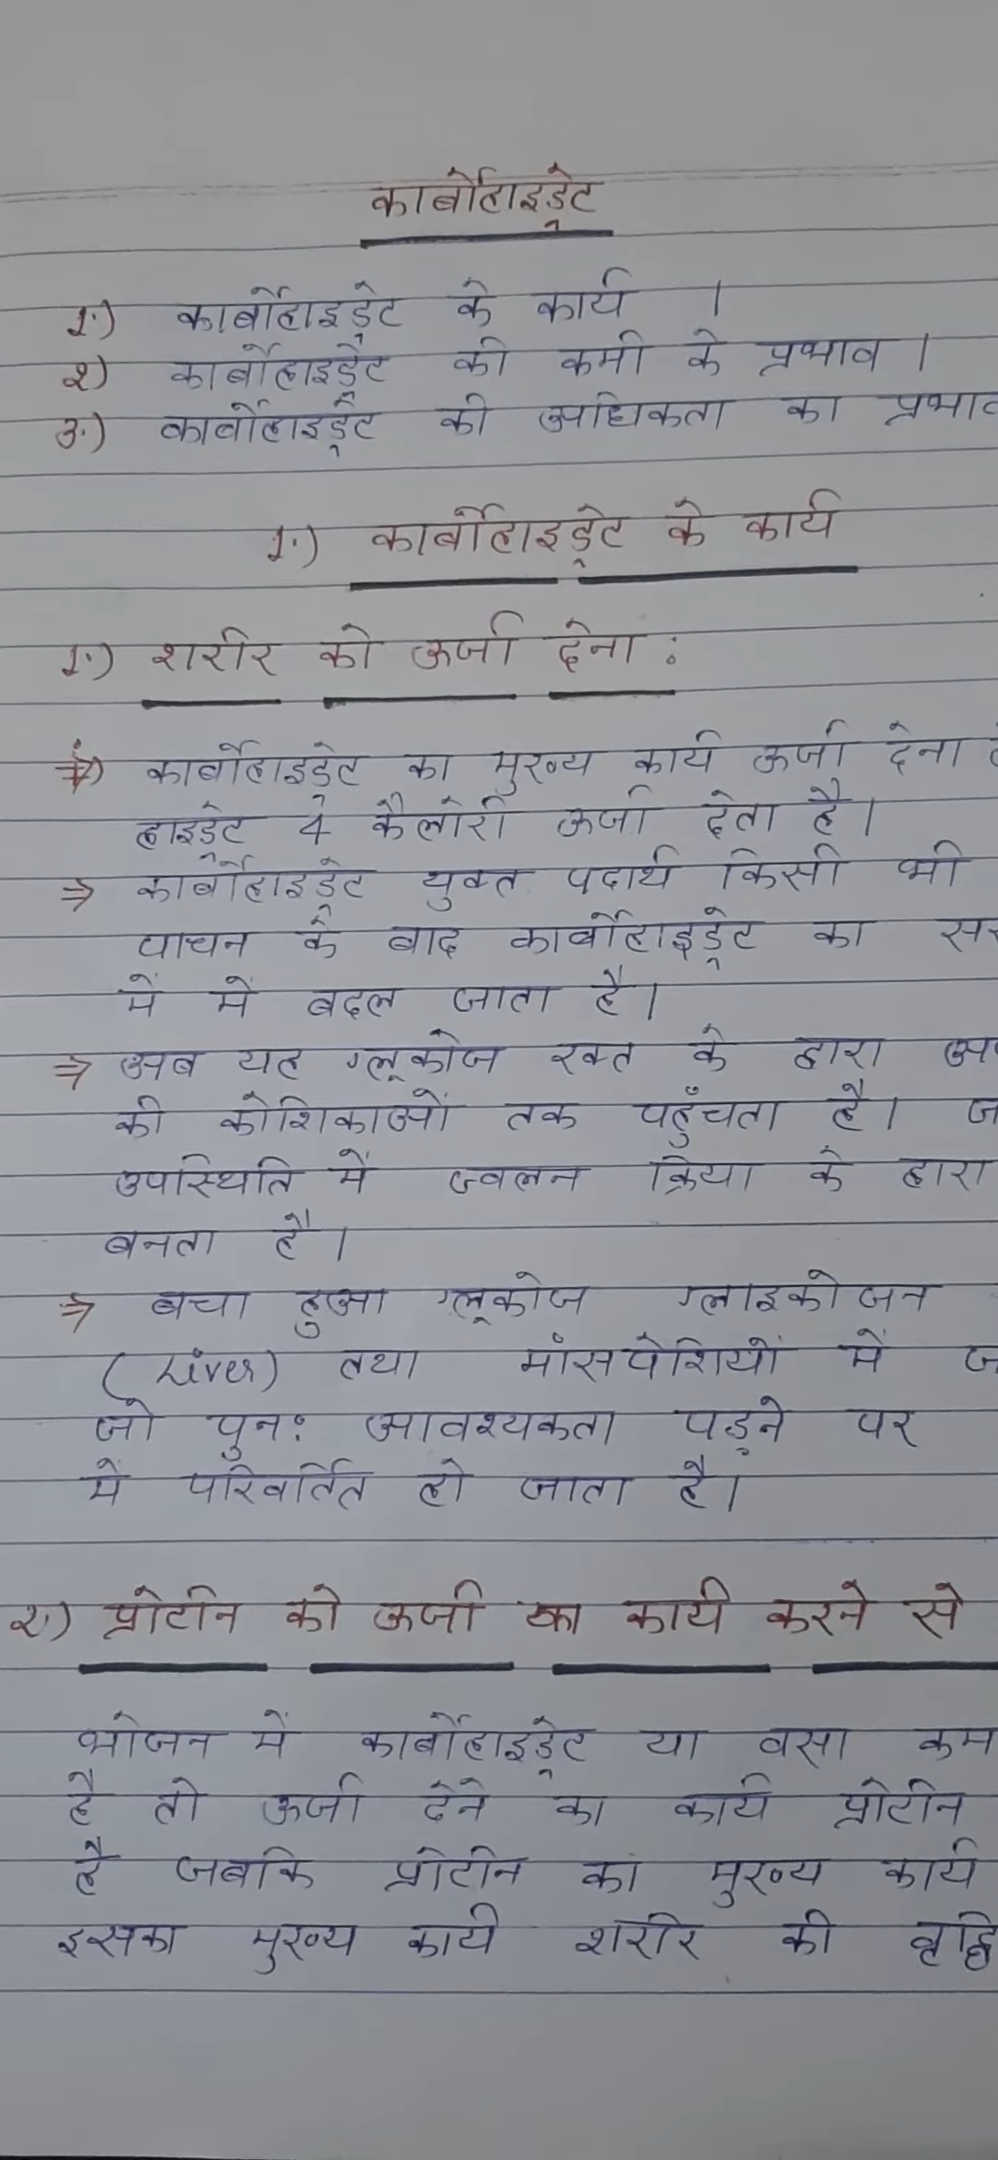 कार्बोहाइड्रेट
1.) कार्बोहाइड्रेट के कार्य ।
2) कार्बोहाइड्रेट की कमी के प्रभाव ।
3.) कार्बोहाइड्रेट की अधिकता का
1.) कार्बोहाइड्रेट के कार्य
1.) शरीर को ऊर्जा देना :
⇒ कार्बोहाइड्रेट का मुख्य कार्य ऊर्जा देना
हाइड्रेट 4 कैलोरी ऊर्जा देता है।
⇒ कार्बोहाइड्रेट युक्त पदार्थ किसी भी
पाचन के बाद कार्बोहाइड्रेट का
में में बदल जाता है।
⇒ अब यह ग्लूकोज रक्त के द्वारा
की कोशिकाओं तक पहुँचता है।
उपस्थिति में ज्वलन क्रिया के द्वारा
बनता है।
⇒ बचा हुआ ग्लूकोज ग्लाइकोजन
(Liver) तथा मांसपेशियों में
जो पुन: आवश्यकता पड़ने पर
में परिवर्तित हो जाता है।
2.) प्रोटीन को ऊर्जा का कार्य करने से
भोजन में कार्बोहाइड्रेट या वसा कम
है तो ऊर्जा देने का कार्य प्रोटीन
है जबकि प्रोटीन का मुख्य कार्य
इसका मुख्य कार्य शरीर की वृद्धि